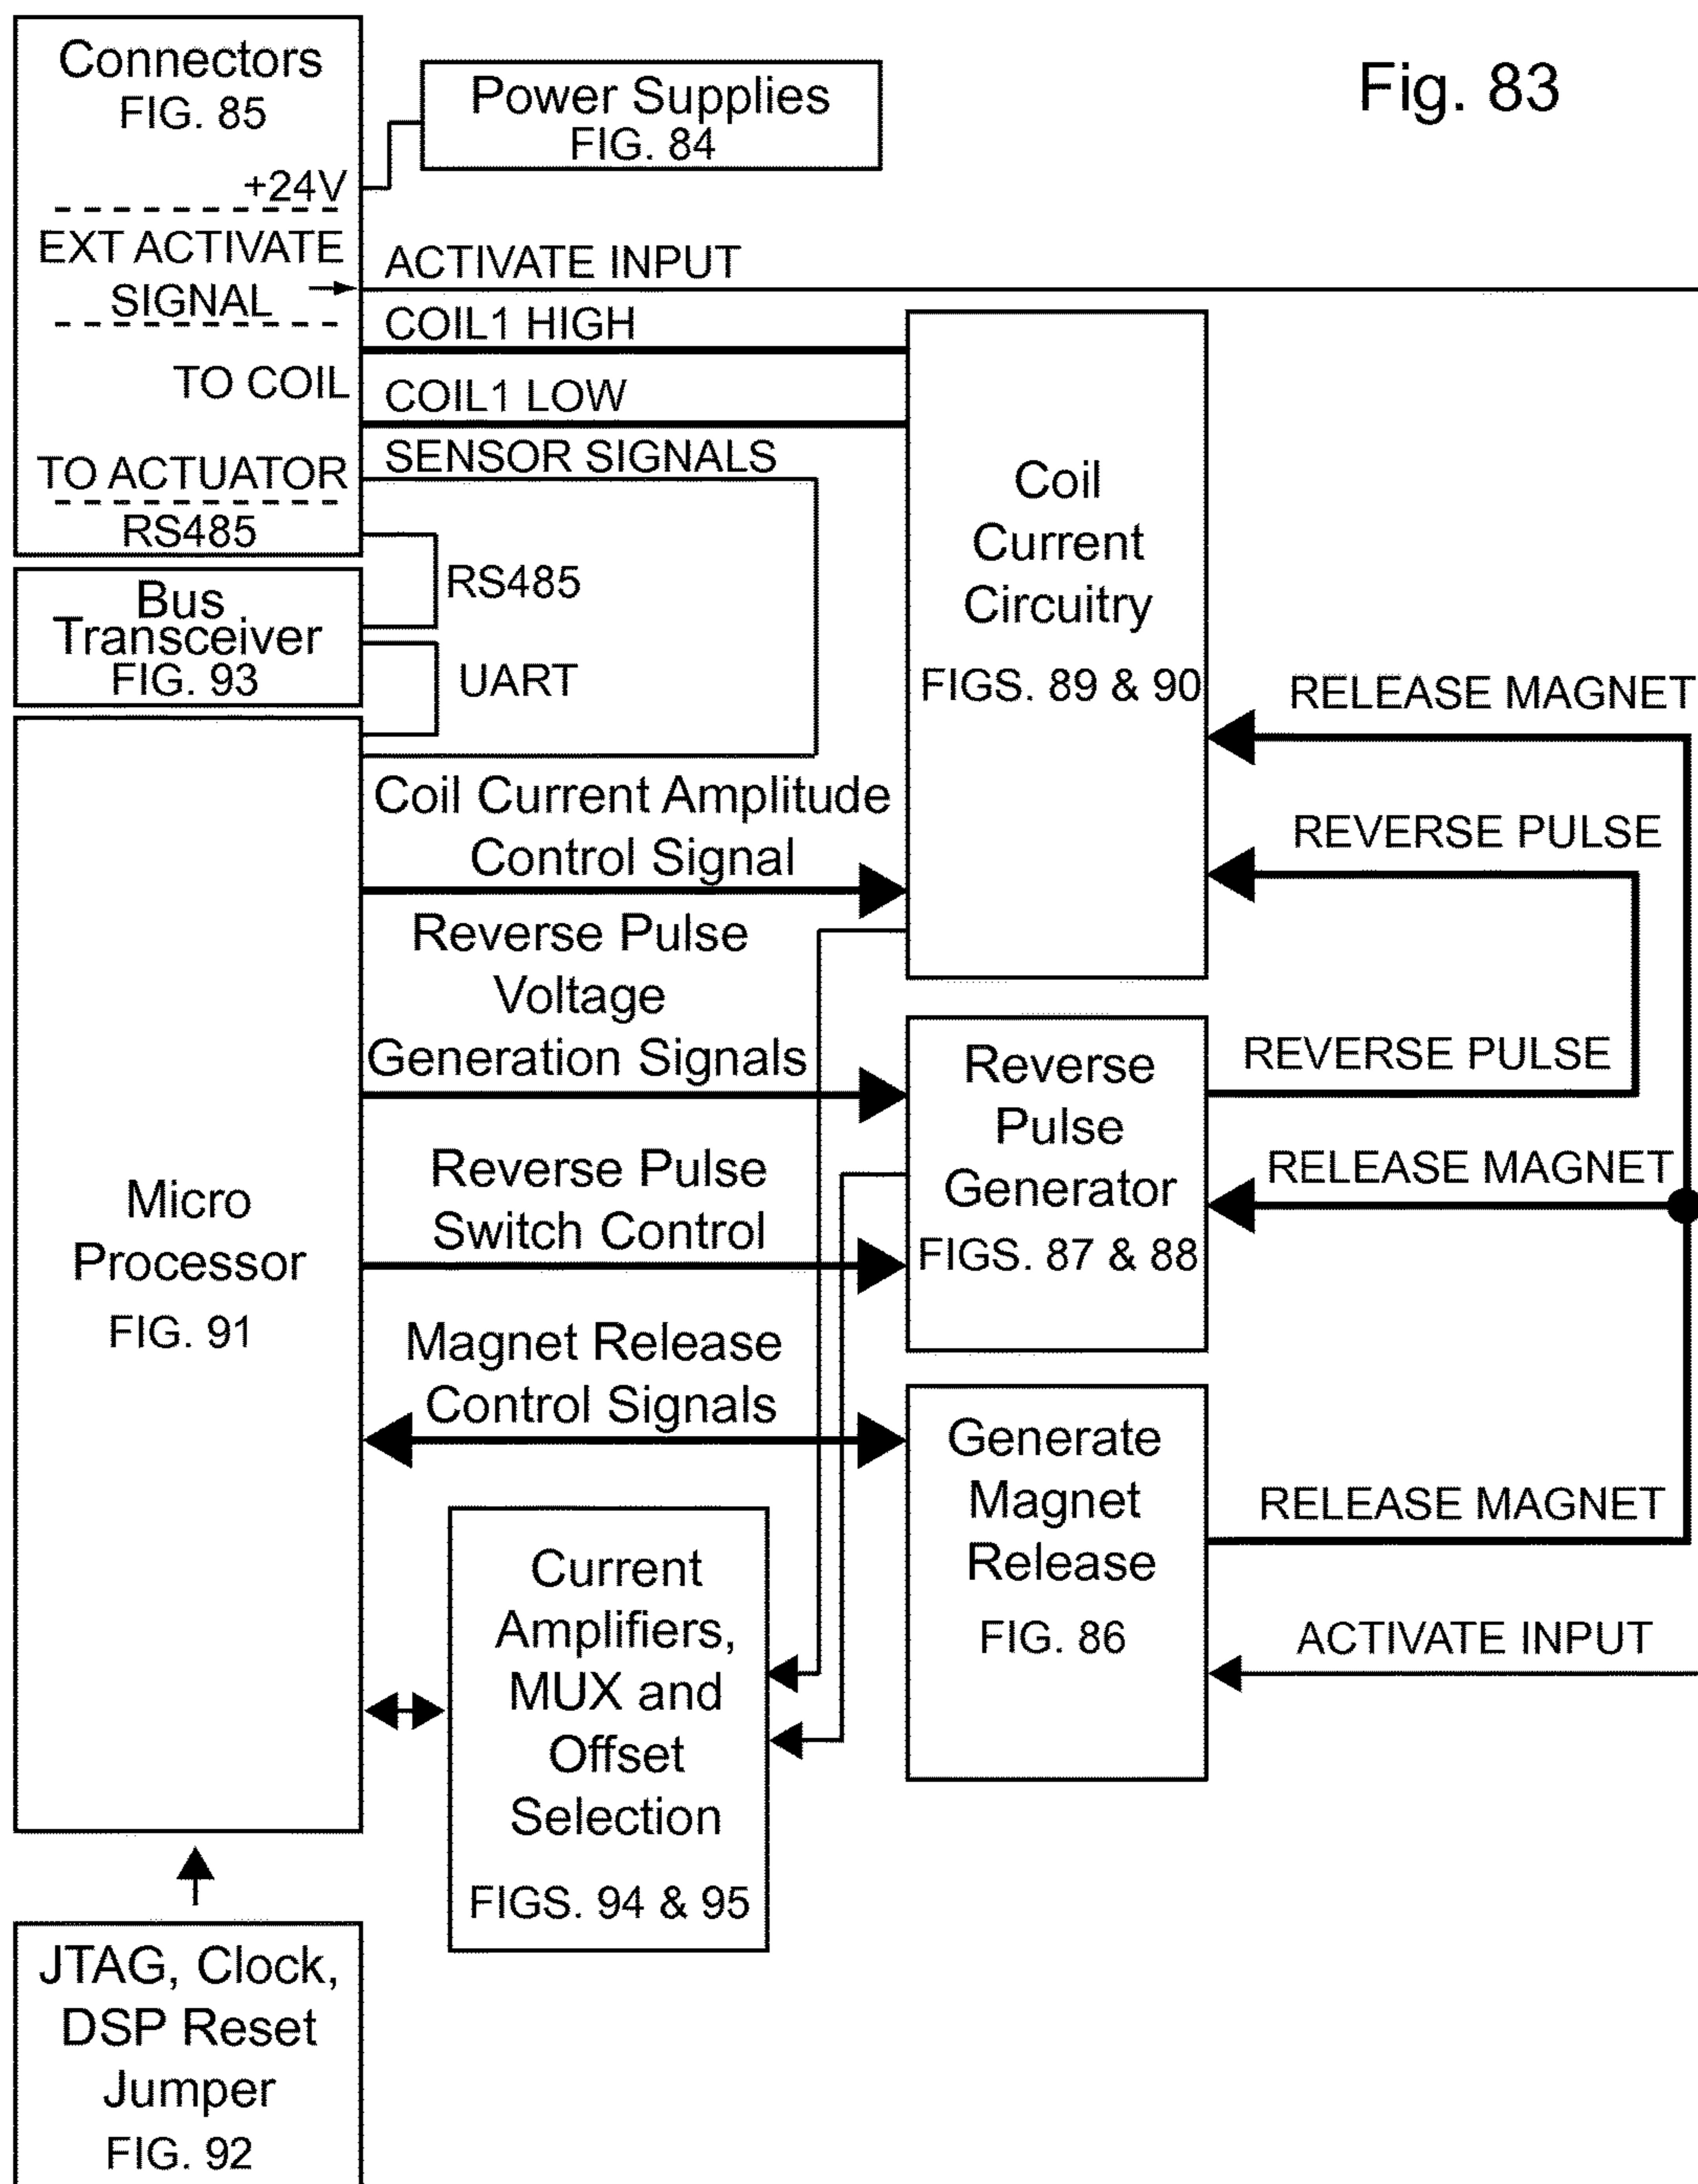 Fig. 83
Connectors
FIG. 85
+24V
EXT ACTIVATE
SIGNAL
TO COIL
TO ACTUATOR
RS485
Power Supplies
FIG. 84
ACTIVATE INPUT
COIL1 HIGH
COIL1 LOW
SENSOR SIGNALS
RS485
UART
Bus
Transceiver
FIG. 93
Coil
Current
Circuitry
FIGS. 89 & 90
RELEASE MAGNET
REVERSE PULSE
Coil Current Amplitude
Control Signal
Reverse Pulse
Voltage
Generation Signals
Reverse Pulse
Switch Control
Magnet Release
Control Signals
Micro
Processor
FIG. 91
Reverse
Pulse
Generator
FIGS. 87 & 88
REVERSE PULSE
RELEASE MAGNET
Generate
Magnet
Release
FIG. 86
RELEASE MAGNET
ACTIVATE INPUT
Current
Amplifiers,
MUX and
Offset
Selection
FIGS. 94 & 95
JTAG, Clock,
DSP Reset
Jumper
FIG. 92